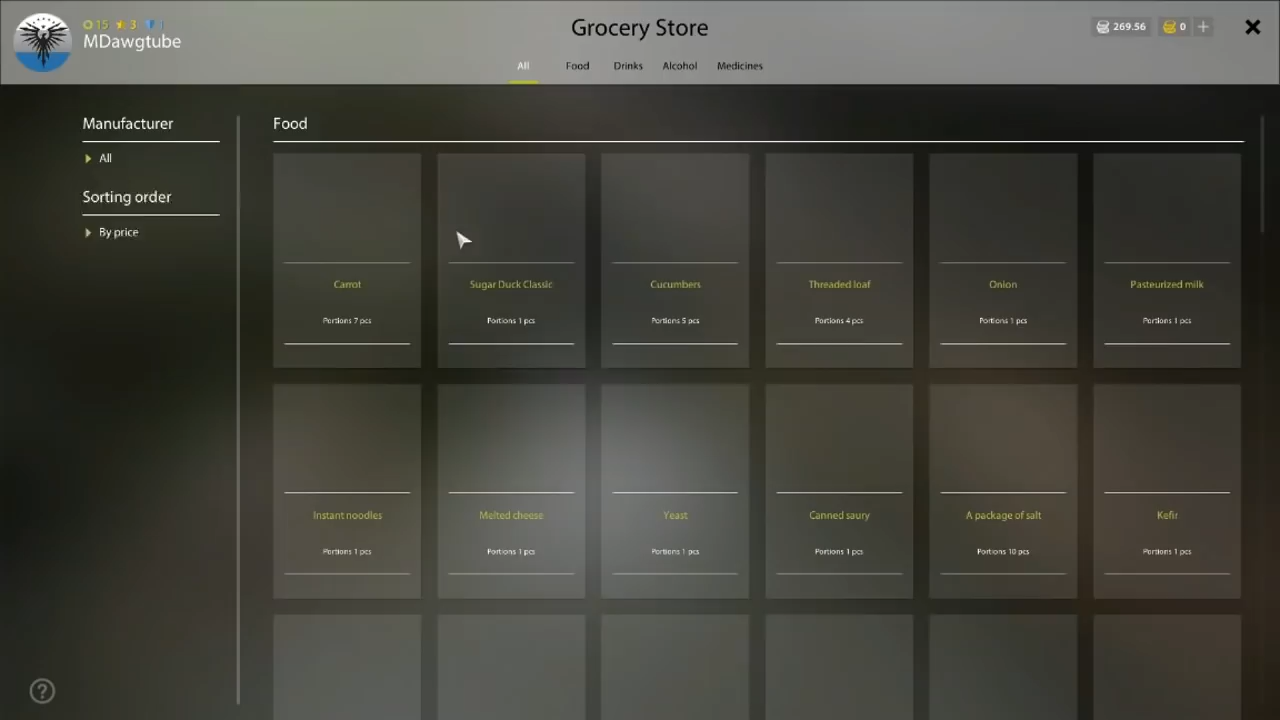 15 3 1
MDawgtube
Grocery Store
269.56 0 +
All Food Drinks Alcohol Medicines
Manufacturer
All
Sorting order
By price
Food
Carrot Sugar Duck Classic Cucumbers Threaded loaf Onion Pasteurized milk
Portions 7 pcs Portions 1 pcs Portions 5 pcs Portions 4 pcs Portions 1 pcs Portions 1 pcs
Instant noodles Melted cheese Yeast Canned saury A package of salt Kefir
Portions 1 pcs Portions 1 pcs Portions 1 pcs Portions 1 pcs Portions 10 pcs Portions 1 pcs
?